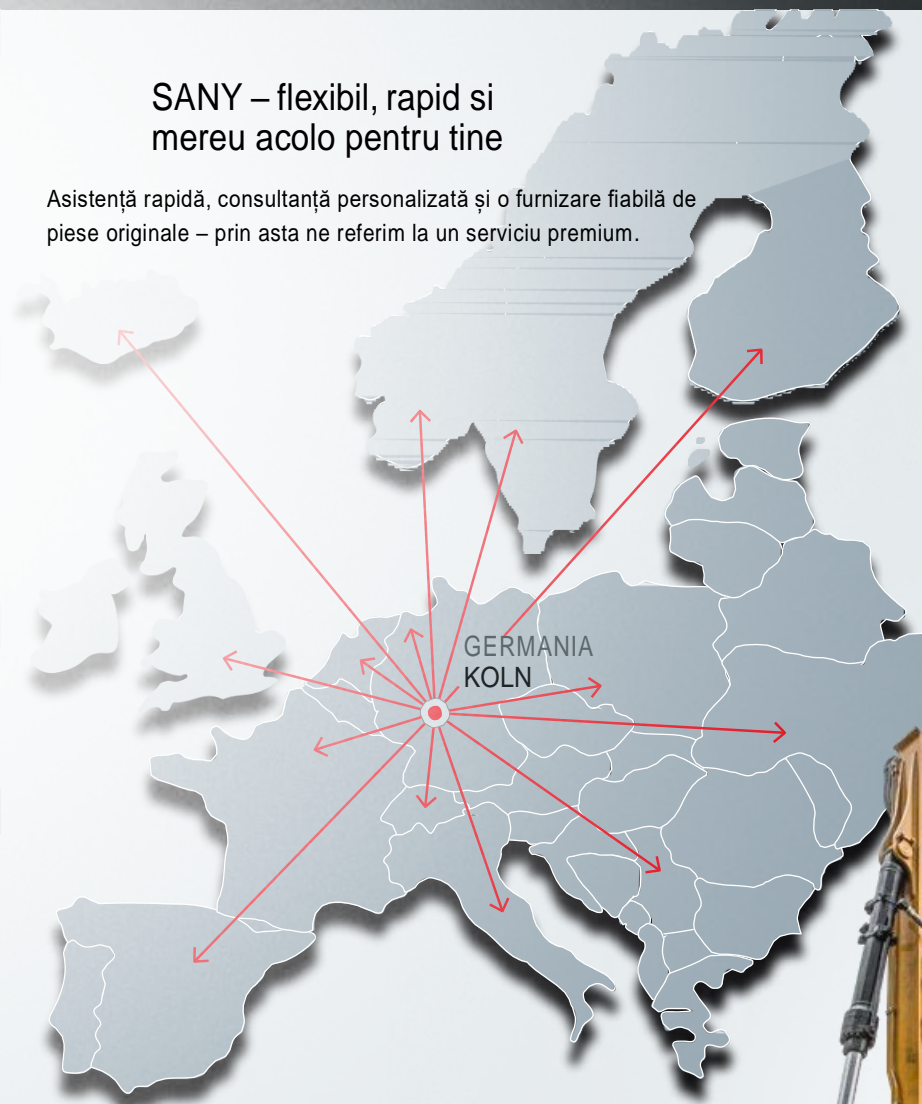 SANY – flexibil, rapid si
mereu acolo pentru tine
Asistență rapidă, consultanță personalizată și o furnizare fiabilă de
piese originale – prin asta ne referim la un serviciu premium.
GERMANIA
KOLN